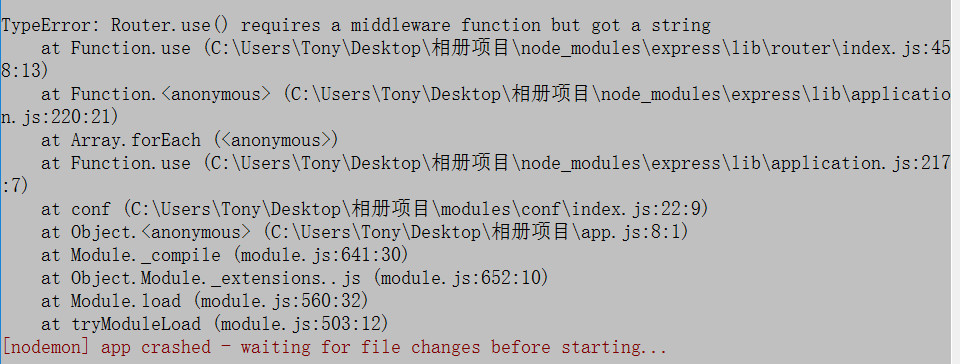 TypeError: Router.use() requires a middleware function but got a string
    at Function.use (C:\Users\Tony\Desktop\相册项目\node_modules\express\lib\router\index.js:45
8:13)
    at Function.<anonymous> (C:\Users\Tony\Desktop\相册项目\node_modules\express\lib\applicatio
n.js:220:21)
    at Array.forEach (<anonymous>)
    at Function.use (C:\Users\Tony\Desktop\相册项目\node_modules\express\lib\application.js:217
:7)
    at conf (C:\Users\Tony\Desktop\相册项目\modules\conf\index.js:22:9)
    at Object.<anonymous> (C:\Users\Tony\Desktop\相册项目\app.js:8:1)
    at Module._compile (module.js:641:30)
    at Object.Module._extensions..js (module.js:652:10)
    at Module.load (module.js:560:32)
    at tryModuleLoad (module.js:503:12)
[nodemon] app crashed - waiting for file changes before starting...